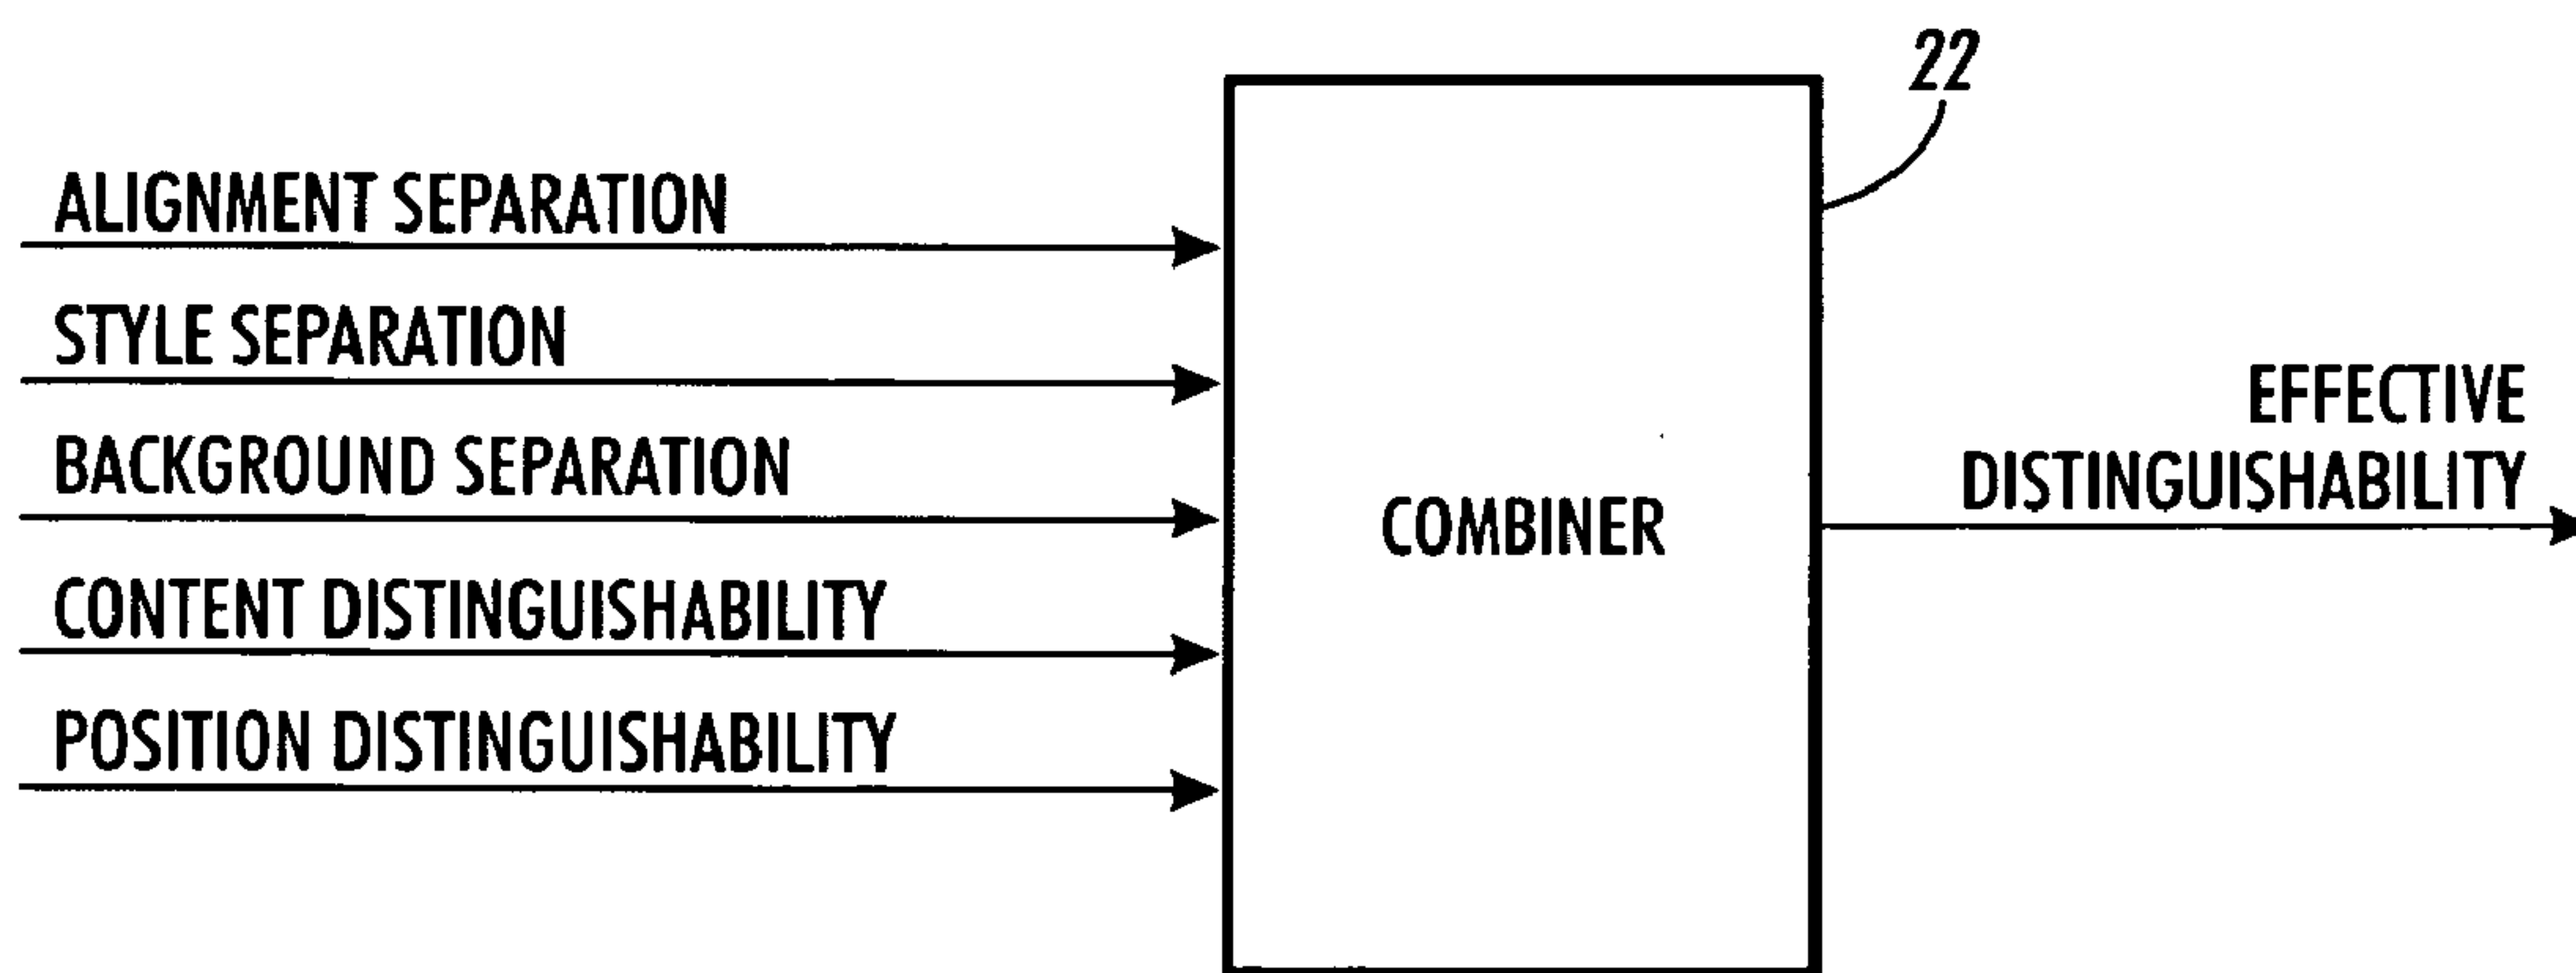 22
ALIGNMENT SEPARATION
STYLE SEPARATION
BACKGROUND SEPARATION
CONTENT DISTINGUISHABILITY
POSITION DISTINGUISHABILITY
COMBINER
EFFECTIVE
DISTINGUISHABILITY